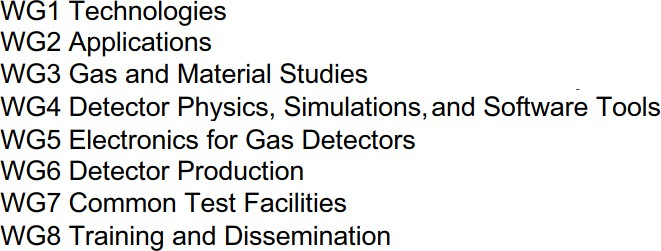 WG1 Technologies
WG2 Applications
WG3 Gas and Material Studies
WG4 Detector Physics, Simulations, and Software Tools
WG5 Electronics for Gas Detectors
WG6 Detector Production
WG7 Common Test Facilities
WG8 Training and Dissemination